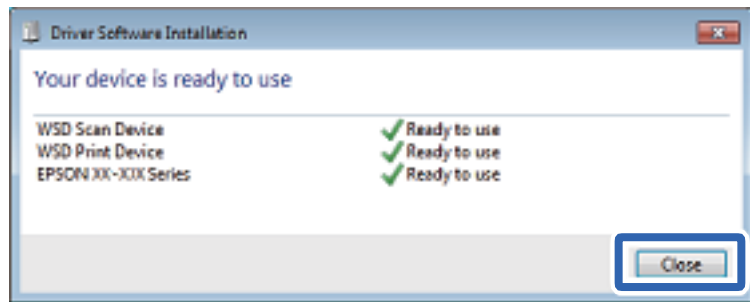 Driver Software Installation
Your device is ready to use
WSD Scan Device Ready to use
WSD Print Device Ready to use
EPSON XX-XXX Series Ready to use
Close